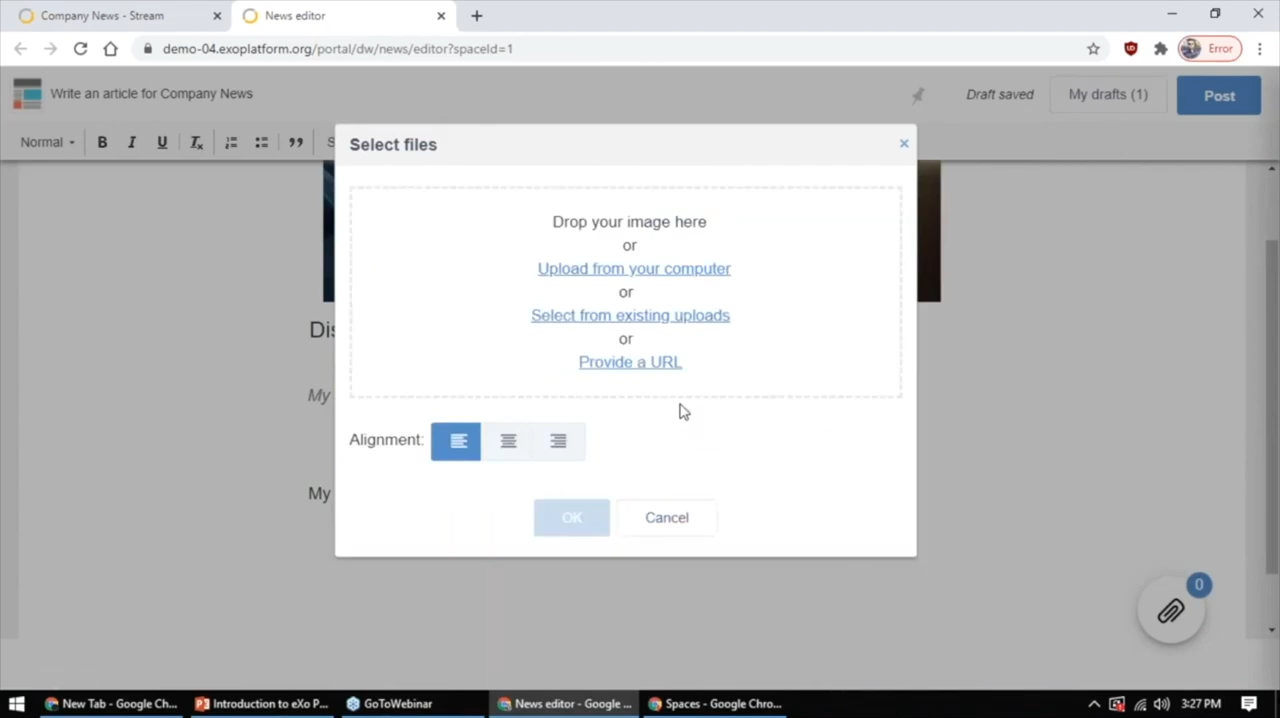 Company News - Stream
News editor
demo-04.exoplatform.org/portal/dw/news/editor?spaceId=1
Error
Write an article for Company News
Draft saved
My drafts (1)
Post
Normal
B I U Tx
S
Select files
Drop your image here
or
Upload from your computer
or
Select from existing uploads
or
Provide a URL
Dis
My
Alignment:
My
OK
Cancel
0
New Tab - Google Ch...
Introduction to eXo P...
GoToWebinar
News editor - Google ...
Spaces - Google Chro...
3:27 PM